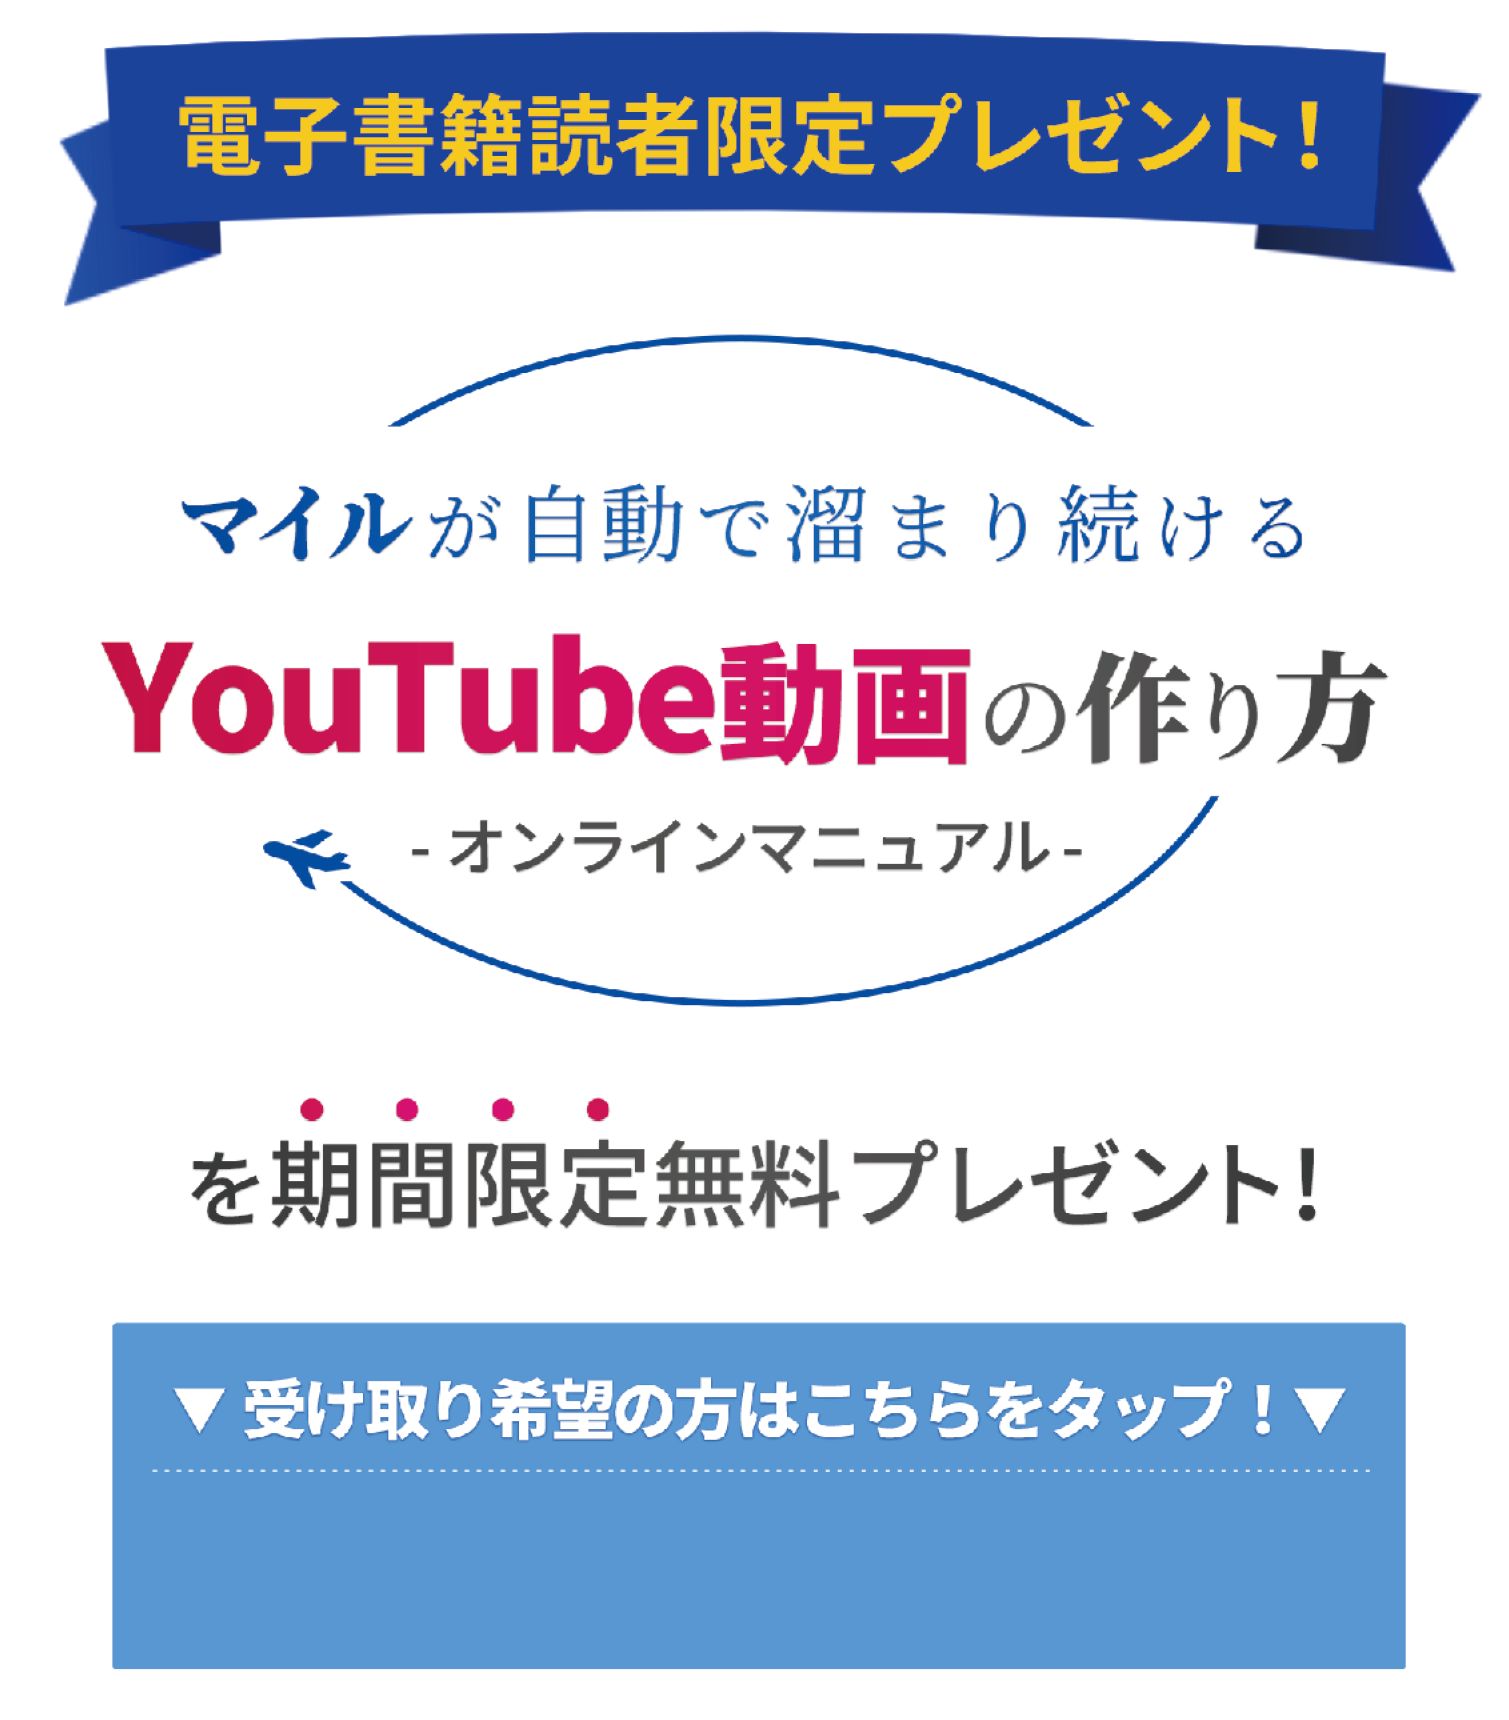 電子書籍読者限定プレゼント！
マイルが自動で溜まり続ける
YouTube動画の作り方
- オンラインマニュアル -
を期間限定無料プレゼント！
▼ 受け取り希望の方はこちらをタップ！▼